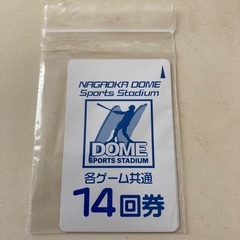 NAGAOKA DOME
Sports Stadium
DOME
SPORTS STADIUM
各ゲーム共通
14回券